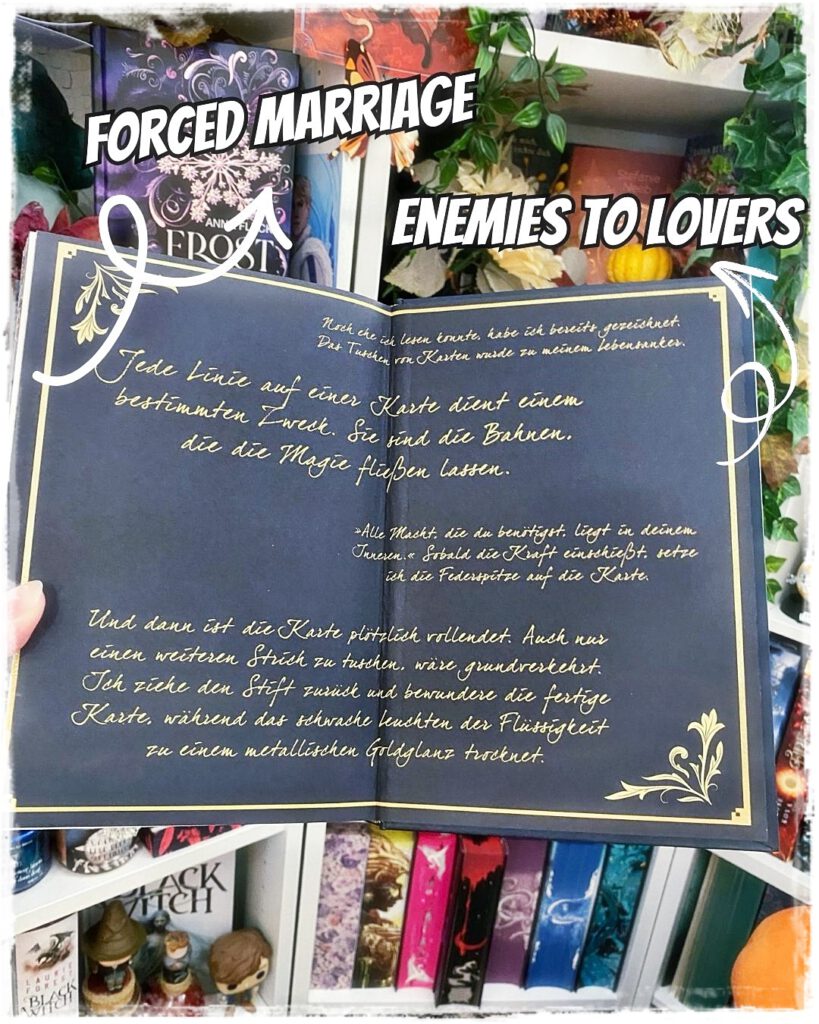 FORCED MARRIAGE
ENEMIES TO LOVERS
ANN
FROST
Stefanie
Noch ehe ich lesen konnte, habe ich bereits gezeichnet.
Das Tuschen von Karten wurde zu meinem Lebensanker.
Jede Linie auf einer Karte dient einem
bestimmten Zweck. Sie sind die Bahnen,
die die Magie fließen lassen.
»Alle Macht, die du benötigst, liegt in deinem
Inneren.« Sobald die Kraft einschießt, setze
ich die Federspitze auf die Karte.
Und dann ist die Karte plötzlich vollendet. Auch nur
einen weiteren Strich zu tuschen, wäre grundverkehrt.
Ich ziehe den Stift zurück und bewundere die fertige
Karte, während das schwache Leuchten der Flüssigkeit
zu einem metallischen Goldglanz trocknet.
BLACK
WITCH
LAURIE
FOREST
BLACK
WITCH